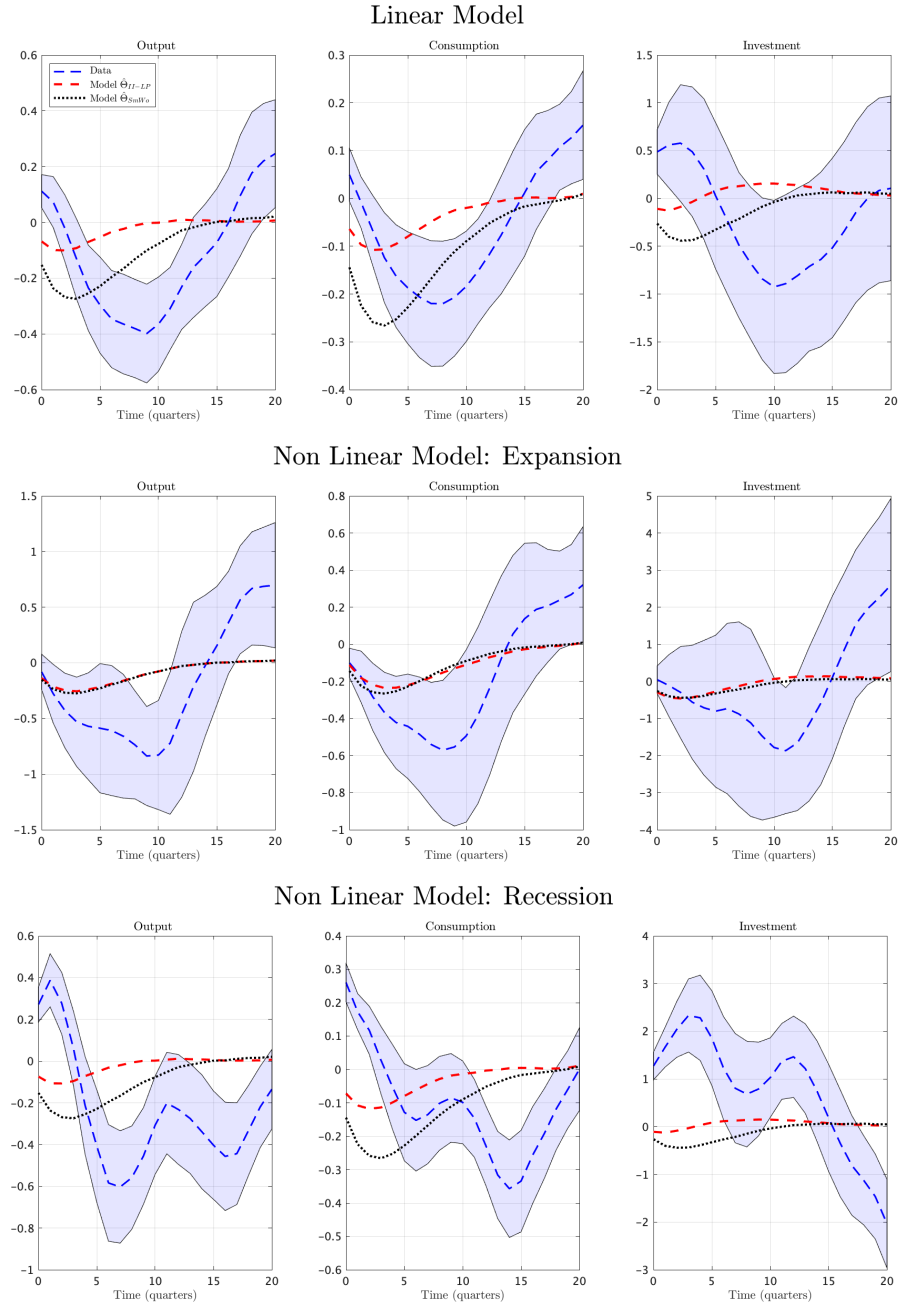 Linear Model
Output
Consumption
Investment
Data
Model Θ̂_{II−LP}
Model Θ̂_{SmWo}
0.6
0.4
0.2
0
−0.2
−0.4
−0.6
0 5 10 15 20
Time (quarters)
0.3
0.2
0.1
0
−0.1
−0.2
−0.3
−0.4
0 5 10 15 20
Time (quarters)
1.5
1
0.5
0
−0.5
−1
−1.5
−2
0 5 10 15 20
Time (quarters)
Non Linear Model: Expansion
Output
Consumption
Investment
1.5
1
0.5
0
−0.5
−1
−1.5
0 5 10 15 20
Time (quarters)
0.8
0.6
0.4
0.2
0
−0.2
−0.4
−0.6
−0.8
−1
0 5 10 15 20
Time (quarters)
5
4
3
2
1
0
−1
−2
−3
−4
0 5 10 15 20
Time (quarters)
Non Linear Model: Recession
Output
Consumption
Investment
0.6
0.4
0.2
0
−0.2
−0.4
−0.6
−0.8
−1
0 5 10 15 20
Time (quarters)
0.4
0.3
0.2
0.1
0
−0.1
−0.2
−0.3
−0.4
−0.5
−0.6
0 5 10 15 20
Time (quarters)
4
3
2
1
0
−1
−2
−3
0 5 10 15 20
Time (quarters)